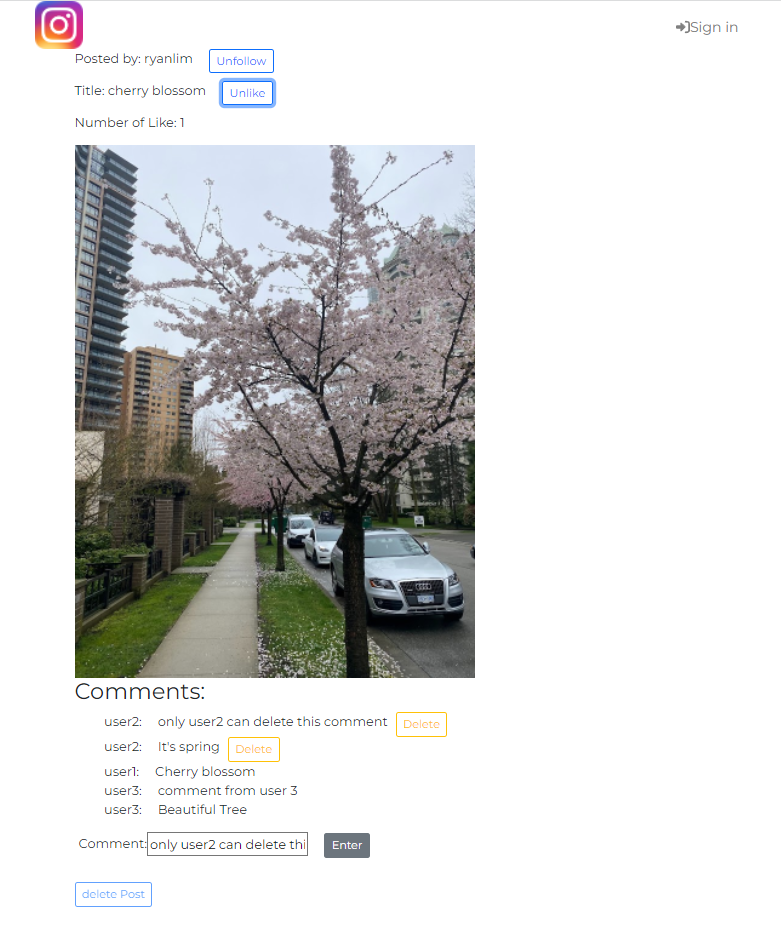 Sign in
Posted by: ryanlim Unfollow
Title: cherry blossom Unlike
Number of Like: 1
Comments:
user2: only user2 can delete this comment Delete
user2: It's spring Delete
user1: Cherry blossom
user3: comment from user 3
user3: Beautiful Tree
Comment: only user2 can delete thi Enter
delete Post